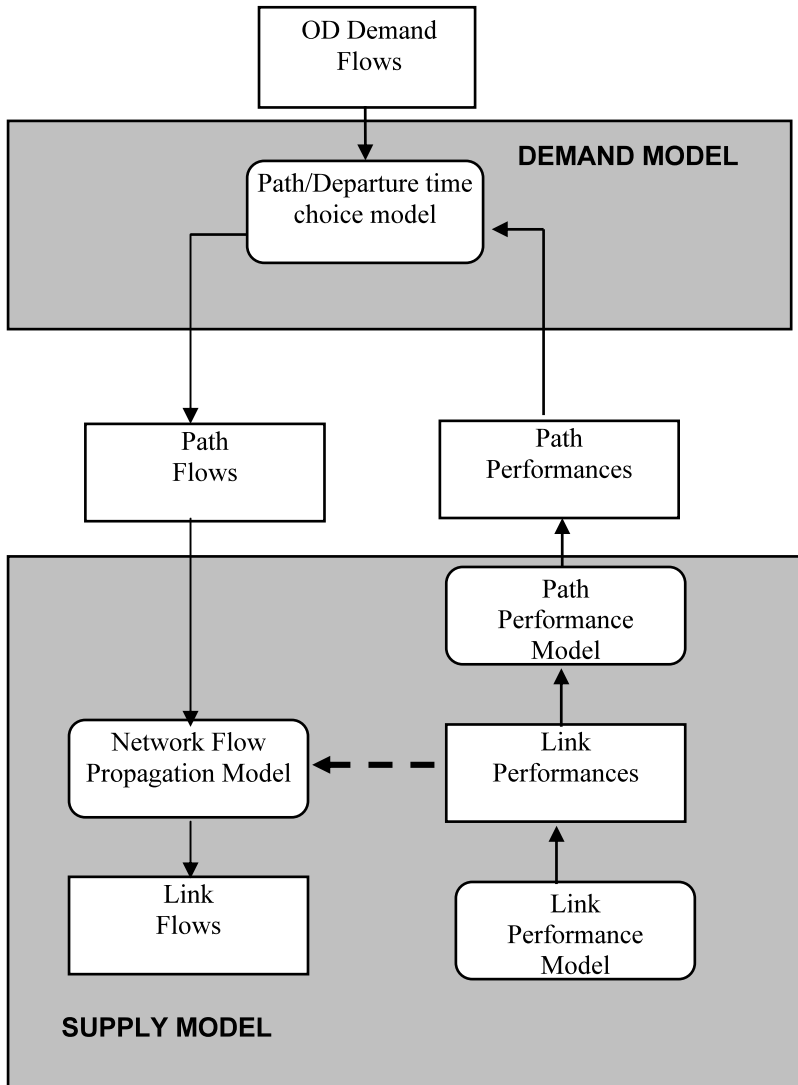 OD Demand
Flows
DEMAND MODEL
Path/Departure time
choice model
Path
Flows
Path
Performances
Path
Performance
Model
Network Flow
Propagation Model
Link
Performances
Link
Flows
Link
Performance
Model
SUPPLY MODEL